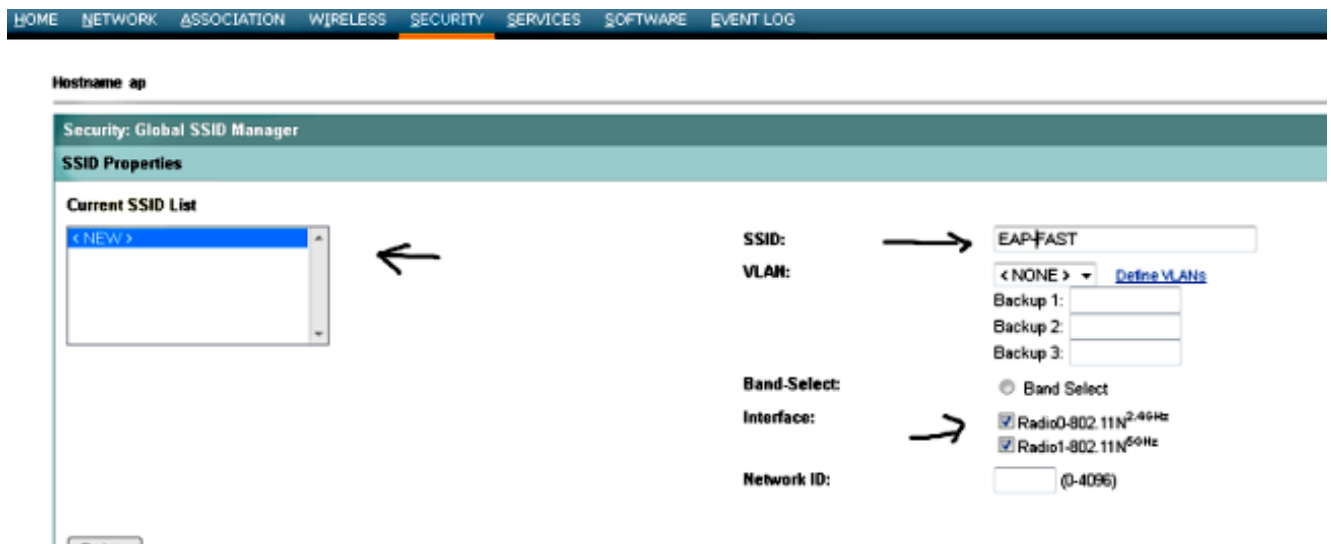 HOME NETWORK ASSOCIATION WIRELESS SECURITY SERVICES SOFTWARE EVENT LOG
Hostname ap
Security: Global SSID Manager
SSID Properties
Current SSID List
< NEW >
SSID: EAP-FAST
VLAN: < NONE > Define VLANs
Backup 1:
Backup 2:
Backup 3:
Band-Select: Band Select
Interface: Radio0-802.11N2.4GHz
Radio1-802.11N5GHz
Network ID: (0-4096)